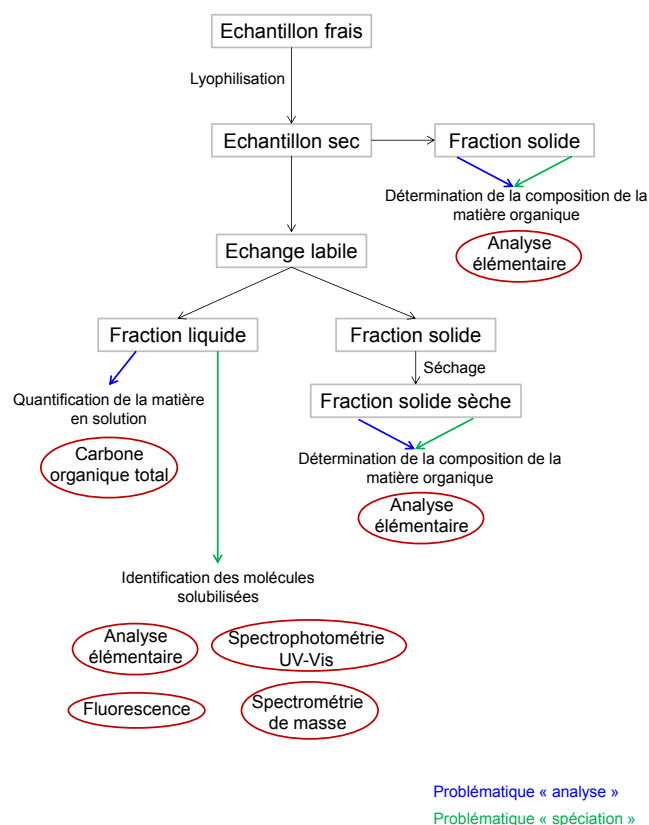 Echantillon frais
Lyophilisation
Echantillon sec
Fraction solide
Détermination de la composition de la
matière organique
Analyse
élémentaire
Echange labile
Fraction liquide
Fraction solide
Séchage
Quantification de la matière
en solution
Fraction solide sèche
Carbone
organique total
Détermination de la composition de la
matière organique
Analyse
élémentaire
Identification des molécules
solubilisées
Analyse
élémentaire
Spectrophotométrie
UV-Vis
Fluorescence
Spectrométrie
de masse
Problématique « analyse »
Problématique « spéciation »